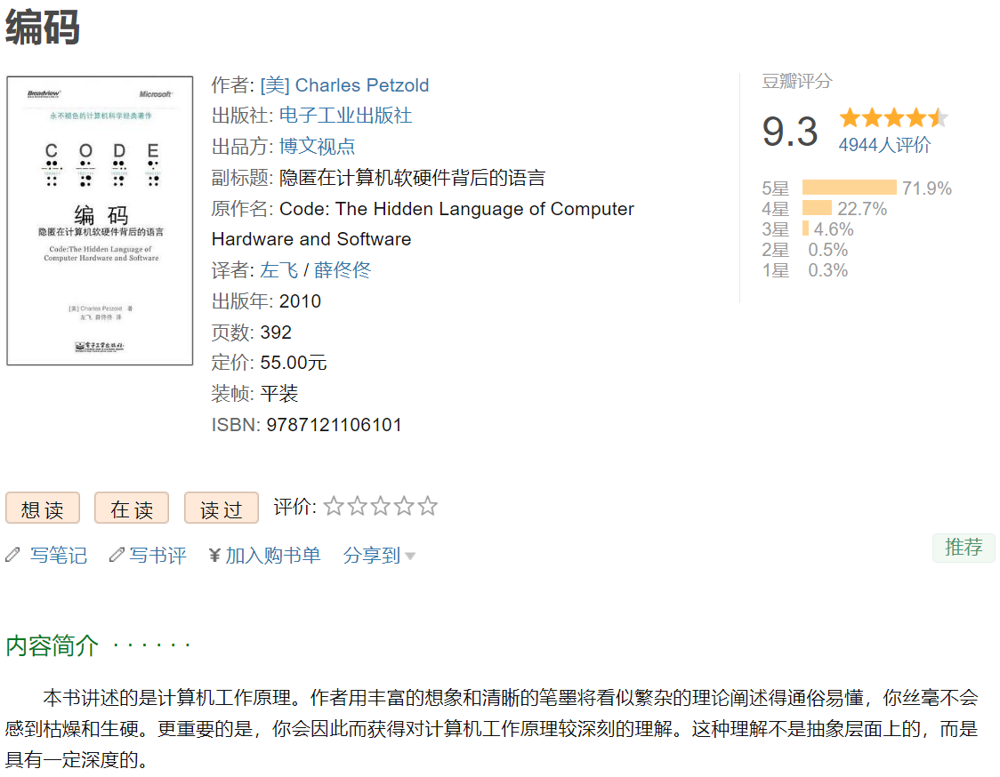 编码
Broadview
Microsoft
永不褪色的计算机科学经典著作
C O D E
编 码
隐匿在计算机软硬件背后的语言
Code:The Hidden Language of
Computer Hardware and Software
[美] Charles Petzold 著
左飞 薛佟佟 译
电子工业出版社
作者: [美] Charles Petzold
出版社: 电子工业出版社
出品方: 博文视点
副标题: 隐匿在计算机软硬件背后的语言
原作名: Code: The Hidden Language of Computer
Hardware and Software
译者: 左飞 / 薛佟佟
出版年: 2010
页数: 392
定价: 55.00元
装帧: 平装
ISBN: 9787121106101
豆瓣评分
9.3
4944人评价
5星 71.9%
4星 22.7%
3星 4.6%
2星 0.5%
1星 0.3%
想读 在读 读过 评价:
写笔记 写书评 ¥加入购书单 分享到
推荐
内容简介 · · · · · ·
本书讲述的是计算机工作原理。作者用丰富的想象和清晰的笔墨将看似繁杂的理论阐述得通俗易懂，你丝毫不会
感到枯燥和生硬。更重要的是，你会因此而获得对计算机工作原理较深刻的理解。这种理解不是抽象层面上的，而是
具有一定深度的。